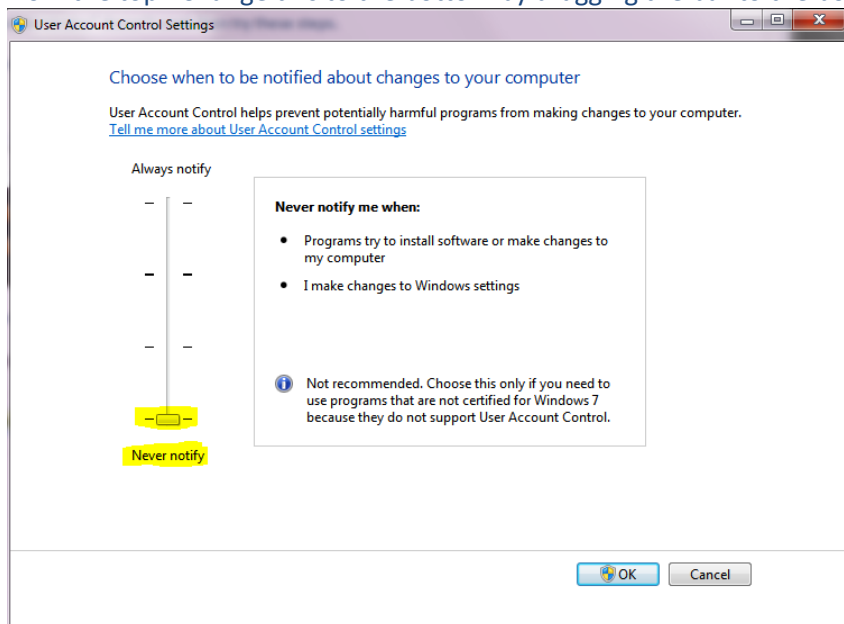 User Account Control Settings
Choose when to be notified about changes to your computer
User Account Control helps prevent potentially harmful programs from making changes to your computer.
Tell me more about User Account Control settings
Always notify
Never notify me when:
• Programs try to install software or make changes to
my computer
• I make changes to Windows settings
Not recommended. Choose this only if you need to
use programs that are not certified for Windows 7
because they do not support User Account Control.
Never notify
OK Cancel